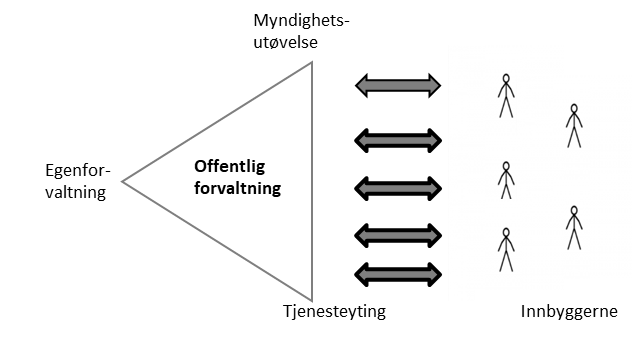 Myndighets-
utøvelse
Offentlig
forvaltning
Egenfor-
valtning
Tjenesteyting
Innbyggerne